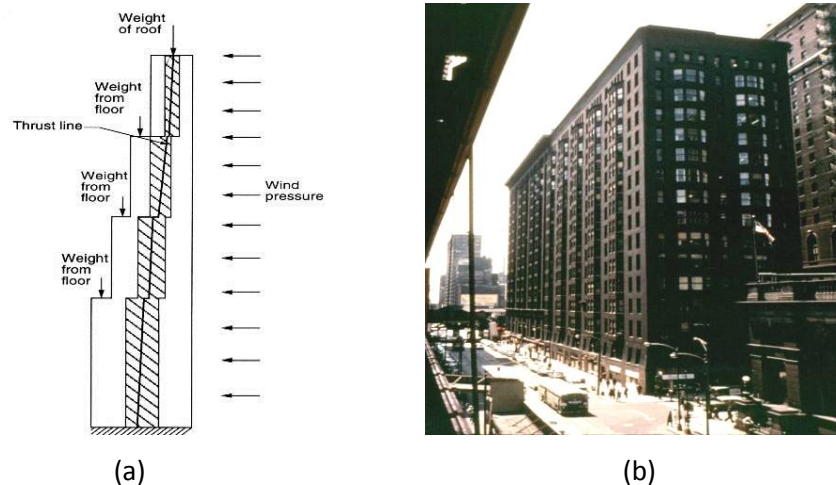 Weight
of roof
Weight
from
floor
Thrust line
Weight
from
floor
Wind
pressure
Weight
from
floor
(a)
(b)